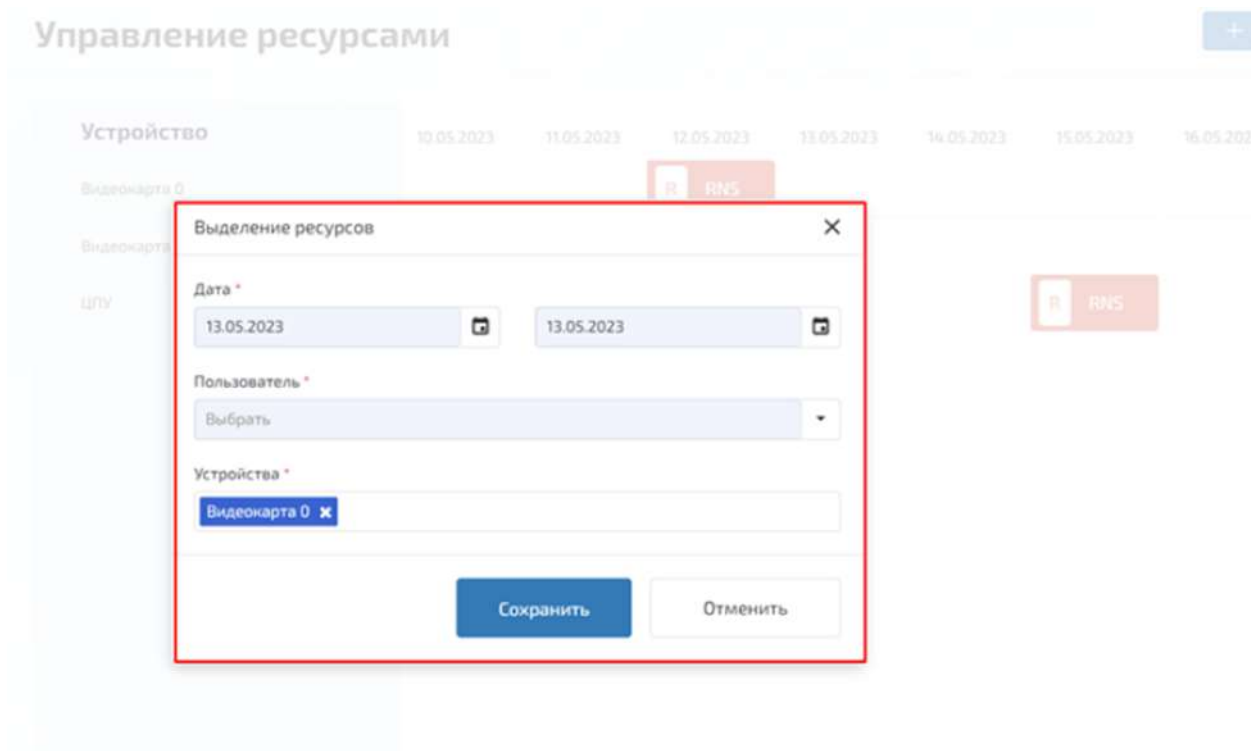 Управление ресурсами
+
Устройство 10.05.2023 11.05.2023 12.05.2023 13.05.2023 14.05.2023 15.05.2023
Видеокарта 0 R RNS
Видеокарта
ЦПУ R RNS
Выделение ресурсов
Дата *
13.05.2023 13.05.2023
Пользователь *
Выбрать
Устройства *
Видеокарта 0
Сохранить Отменить